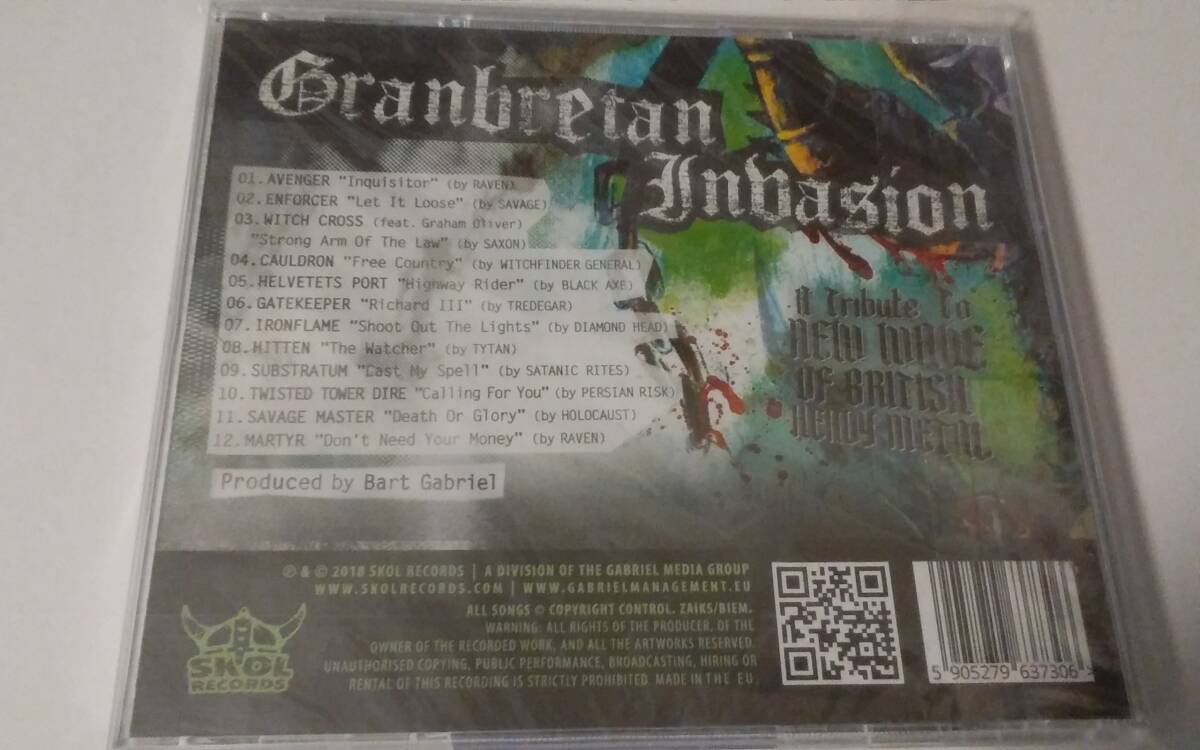 Granbretan
Invasion
01. AVENGER "Inquisitor" (by RAVEN)
02. ENFORCER "Let It Loose" (by SAVAGE)
03. WITCH CROSS (feat. Graham Oliver)
"Strong Arm Of The Law" (by SAXON)
04. CAULDRON "Free Country" (by WITCHFINDER GENERAL)
05. HELVETETS PORT "Highway Rider" (by BLACK AXE)
06. GATEKEEPER "Richard III" (by TREDEGAR)
07. IRONFLAME "Shoot Out The Lights" (by DIAMOND HEAD)
08. HITTEN "The Watcher" (by TYTAN)
09. SUBSTRATUM "Cast My Spell" (by SATANIC RITES)
10. TWISTED TOWER DIRE "Calling For You" (by PERSIAN RISK)
11. SAVAGE MASTER "Death Or Glory" (by HOLOCAUST)
12. MARTYR "Don't Need Your Money" (by RAVEN)
Produced by Bart Gabriel
A Tribute To
NEW WAVE
OF BRITISH
HEAVY METAL
℗ & © 2018 SKOL RECORDS | A DIVISION OF THE GABRIEL MEDIA GROUP
WWW.SKOLRECORDS.COM | WWW.GABRIELMANAGEMENT.EU
ALL SONGS © COPYRIGHT CONTROL. ZAIKS/BIEM.
WARNING: ALL RIGHTS OF THE PRODUCER, OF THE
OWNER OF THE RECORDED WORK, AND ALL THE ARTWORKS RESERVED.
UNAUTHORISED COPYING, PUBLIC PERFORMANCE, BROADCASTING, HIRING OR
RENTAL OF THIS RECORDING IS STRICTLY PROHIBITED. MADE IN THE EU
SKOL
RECORDS
5 905279 637306 >